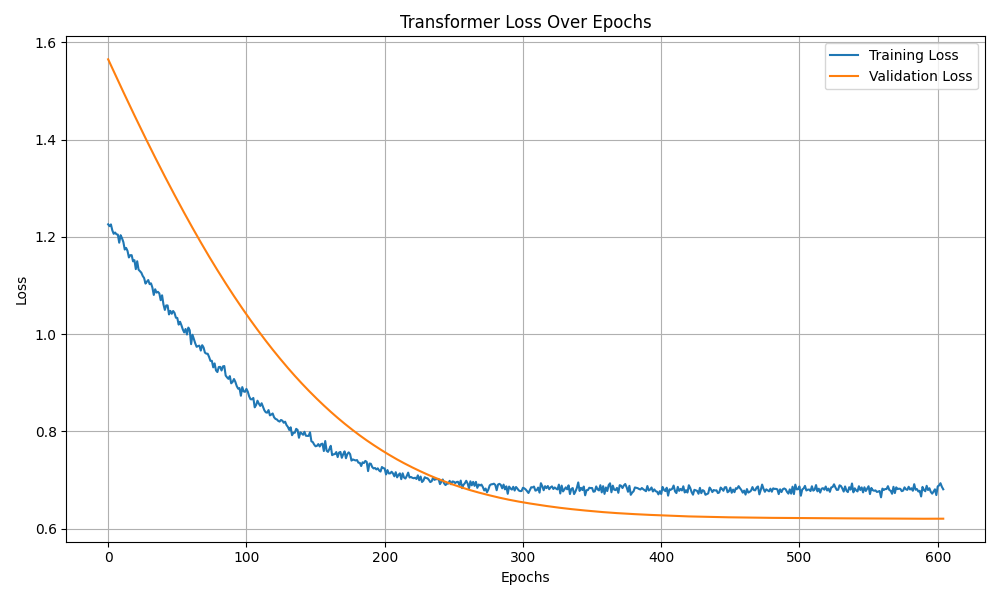 Transformer Loss Over Epochs
Training Loss
Validation Loss
1.6
1.4
1.2
1.0
0.8
0.6
Loss
0
100
200
300
400
500
600
Epochs